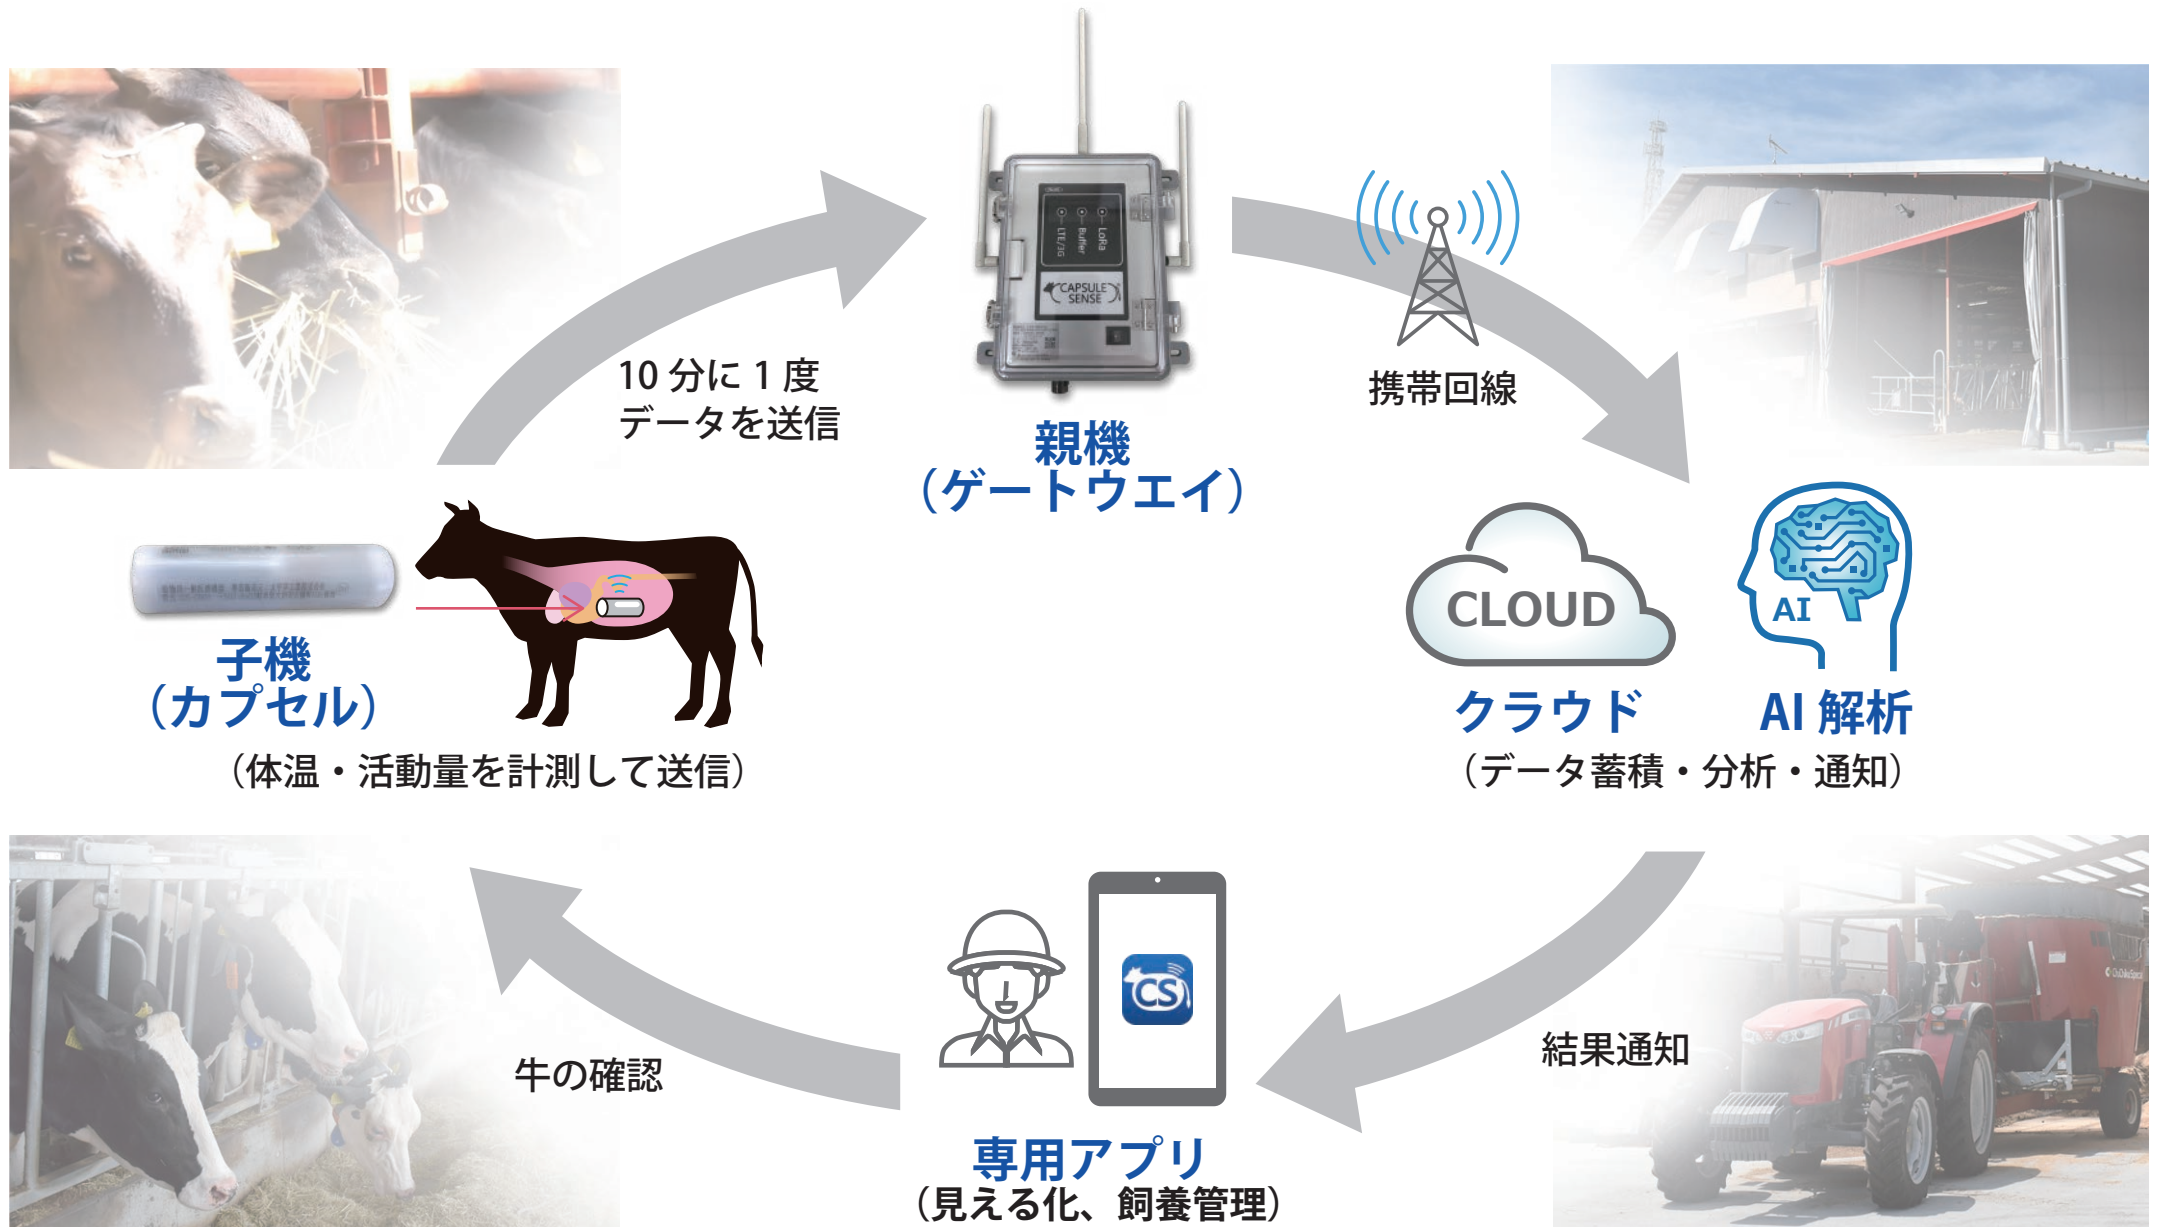 LoRa
Buffer
LTE/3G
CAPSULE
SENSE
10 分に 1 度
データを送信
親機
（ゲートウエイ）
携帯回線
子機
（カプセル）
（体温・活動量を計測して送信）
CLOUD
AI
クラウド
AI 解析
（データ蓄積・分析・通知）
結果通知
CS
専用アプリ
（見える化、飼養管理）
牛の確認